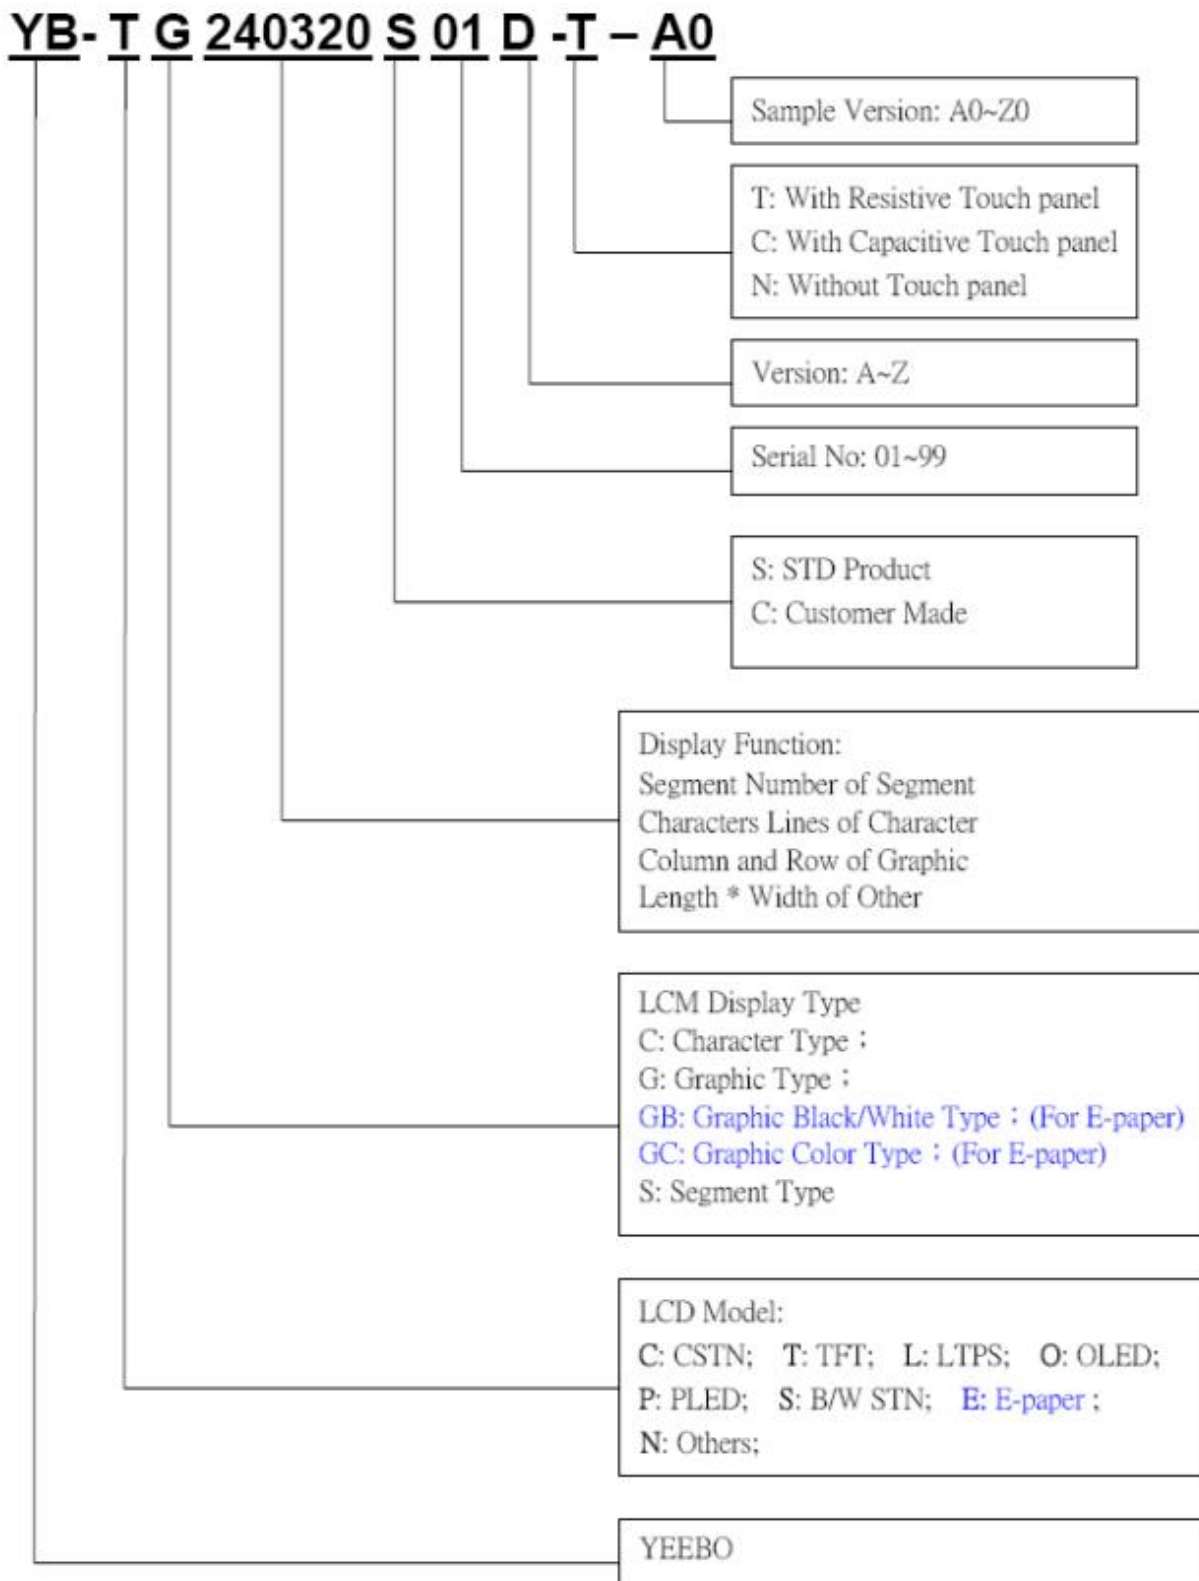 YB- T G 240320 S 01 D -T – A0
Sample Version: A0~Z0
T: With Resistive Touch panel
C: With Capacitive Touch panel
N: Without Touch panel
Version: A~Z
Serial No: 01~99
S: STD Product
C: Customer Made
Display Function:
Segment Number of Segment
Characters Lines of Character
Column and Row of Graphic
Length * Width of Other
LCM Display Type
C: Character Type；
G: Graphic Type；
GB: Graphic Black/White Type；(For E-paper)
GC: Graphic Color Type；(For E-paper)
S: Segment Type
LCD Model:
C: CSTN; T: TFT; L: LTPS; O: OLED;
P: PLED; S: B/W STN; E: E-paper ;
N: Others;
YEEBO